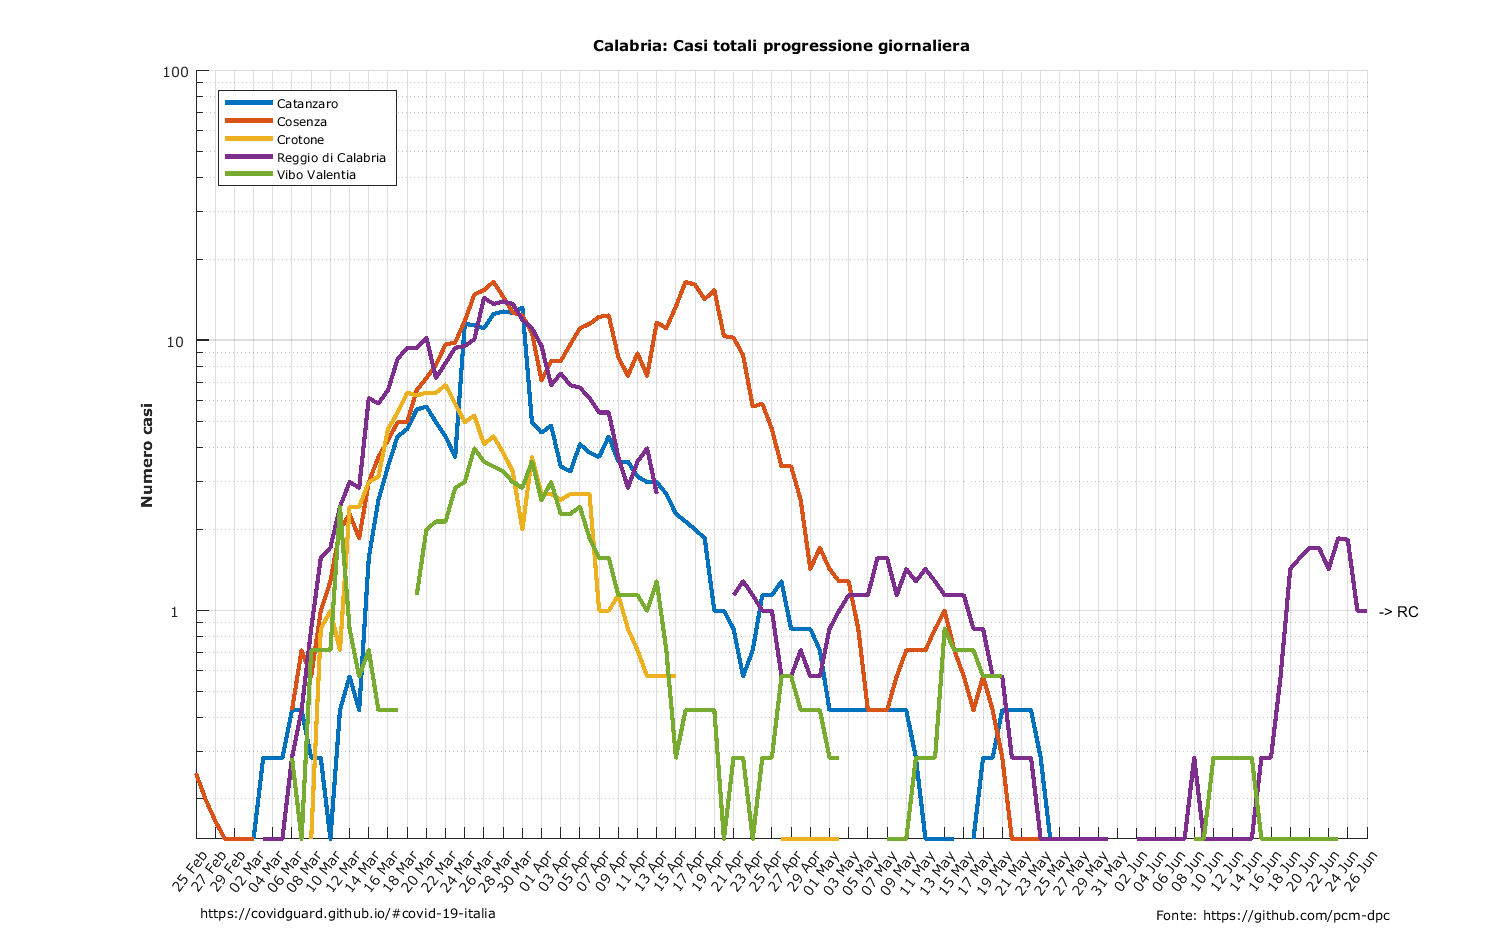 Calabria: Casi totali progressione giornaliera
100
10
1
Numero casi
Catanzaro
Cosenza
Crotone
Reggio di Calabria
Vibo Valentia
-> RC
25 Feb
27 Feb
29 Feb
02 Mar
04 Mar
06 Mar
08 Mar
10 Mar
12 Mar
14 Mar
16 Mar
18 Mar
20 Mar
22 Mar
24 Mar
26 Mar
28 Mar
30 Mar
01 Apr
03 Apr
05 Apr
07 Apr
09 Apr
11 Apr
13 Apr
15 Apr
17 Apr
19 Apr
21 Apr
23 Apr
25 Apr
27 Apr
29 Apr
01 May
03 May
05 May
07 May
09 May
11 May
13 May
15 May
17 May
19 May
21 May
23 May
25 May
27 May
29 May
31 May
02 Jun
04 Jun
06 Jun
08 Jun
10 Jun
12 Jun
14 Jun
16 Jun
18 Jun
20 Jun
22 Jun
24 Jun
26 Jun
https://covidguard.github.io/#covid-19-italia
Fonte: https://github.com/pcm-dpc